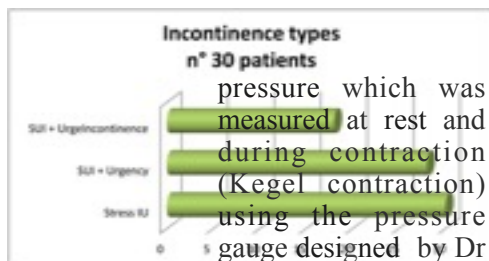 Incontinence types
n° 30 patients
pressure which was
measured at rest and
during contraction
(Kegel contraction)
using the pressure
gauge designed by Dr
SUI + UrgeIncontinence
SUI + Urgency
Stress IU
0 5